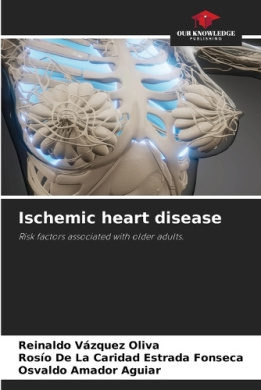 OUR KNOWLEDGE
PUBLISHING
Ischemic heart disease
Risk factors associated with older adults.
Reinaldo Vázquez Oliva
Rosío De La Caridad Estrada Fonseca
Osvaldo Amador Aguiar